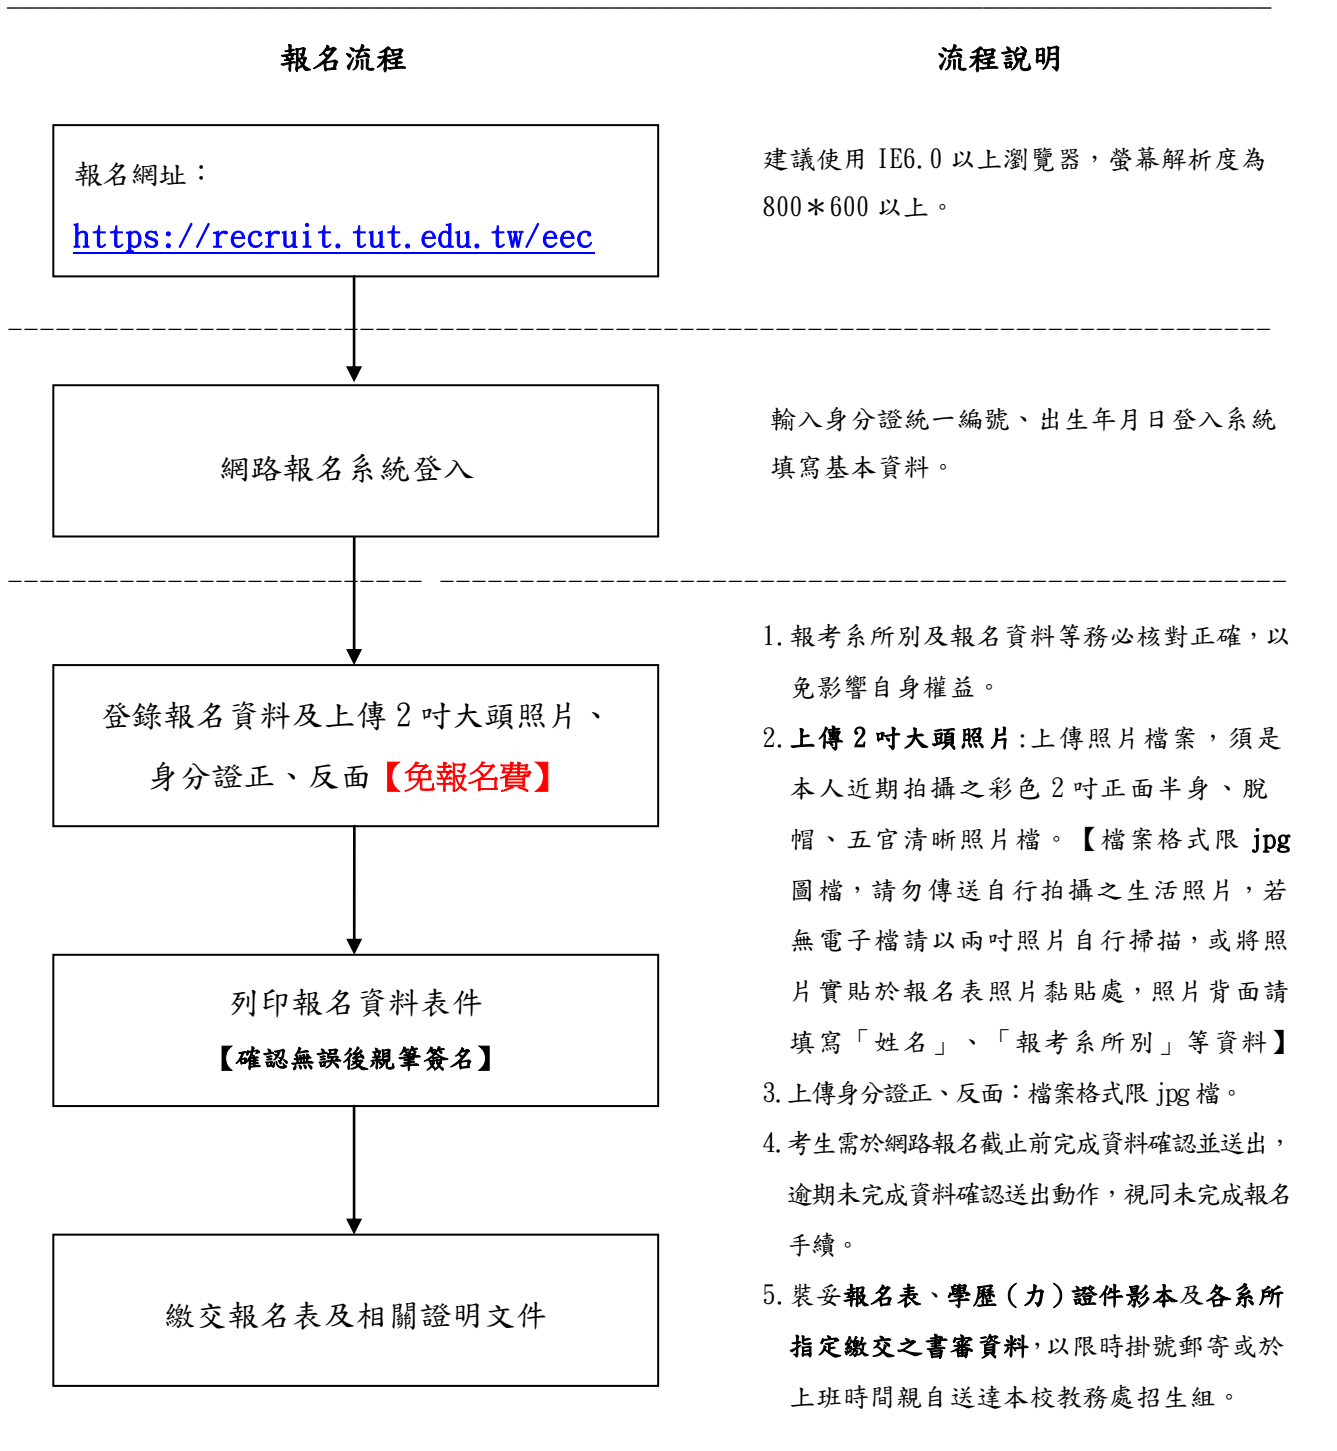 報名流程
流程說明
報名網址：
https://recruit.tut.edu.tw/eec
建議使用 IE6.0 以上瀏覽器，螢幕解析度為
800＊600 以上。
網路報名系統登入
輸入身分證統一編號、出生年月日登入系統
填寫基本資料。
登錄報名資料及上傳 2 吋大頭照片、
身分證正、反面【免報名費】
列印報名資料表件
【確認無誤後親筆簽名】
繳交報名表及相關證明文件
1.報考系所別及報名資料等務必核對正確，以
免影響自身權益。
2.上傳 2 吋大頭照片:上傳照片檔案，須是
本人近期拍攝之彩色 2 吋正面半身、脫
帽、五官清晰照片檔。【檔案格式限 jpg
圖檔，請勿傳送自行拍攝之生活照片，若
無電子檔請以兩吋照片自行掃描，或將照
片實貼於報名表照片黏貼處，照片背面請
填寫「姓名」、「報考系所別」等資料】
3.上傳身分證正、反面：檔案格式限 jpg 檔。
4.考生需於網路報名截止前完成資料確認並送出，
逾期未完成資料確認送出動作，視同未完成報名
手續。
5.裝妥報名表、學歷（力）證件影本及各系所
指定繳交之書審資料，以限時掛號郵寄或於
上班時間親自送達本校教務處招生組。